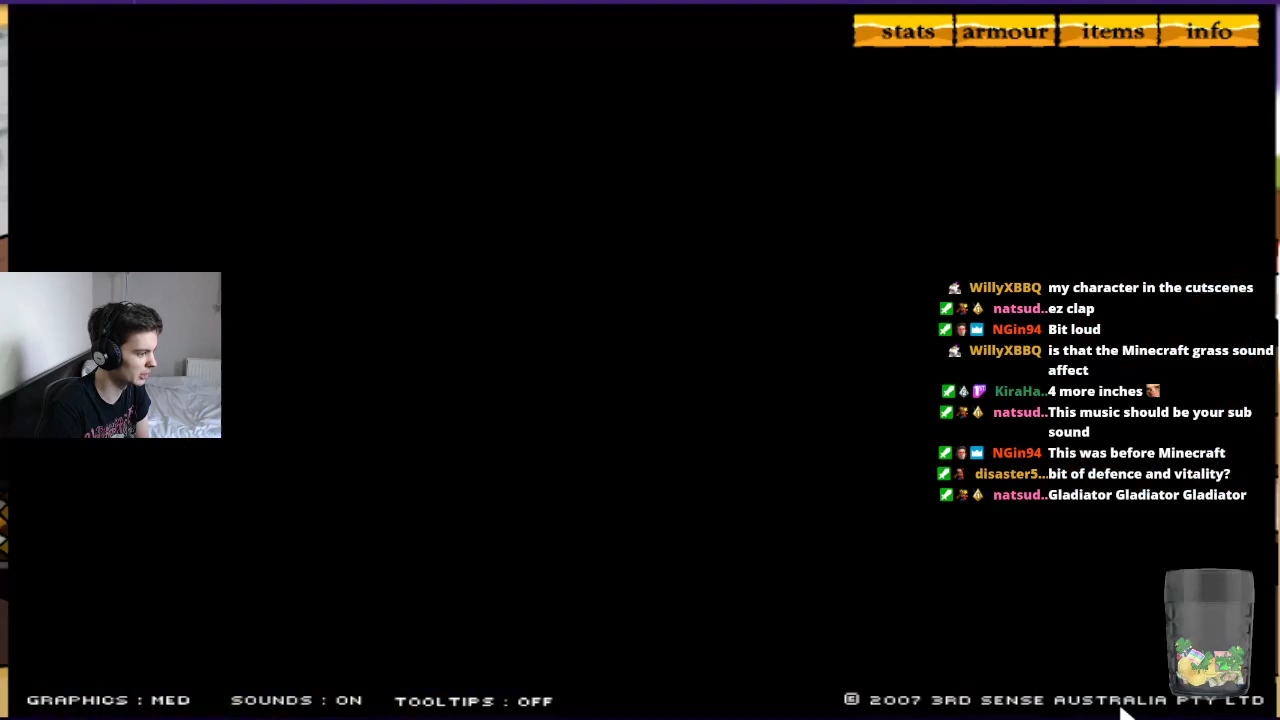 stats armour items info
WillyXBBQ my character in the cutscenes
natsud.. ez clap
NGin94 Bit loud
WillyXBBQ is that the Minecraft grass sound
affect
KiraHa.. 4 more inches
natsud.. This music should be your sub
sound
NGin94 This was before Minecraft
disaster5... bit of defence and vitality?
natsud.. Gladiator Gladiator Gladiator
GRAPHICS : MED SOUNDS : ON TOOLTIPS : OFF © 2007 3RD SENSE AUSTRALIA PTY LTD